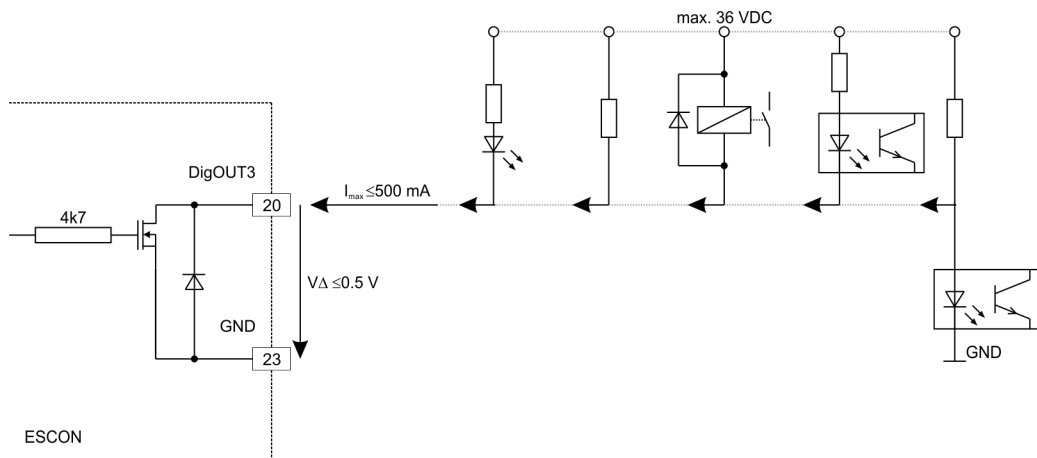 max. 36 VDC
DigOUT3
20
Imax ≤500 mA
4k7
VΔ ≤0.5 V
GND
23
GND
ESCON